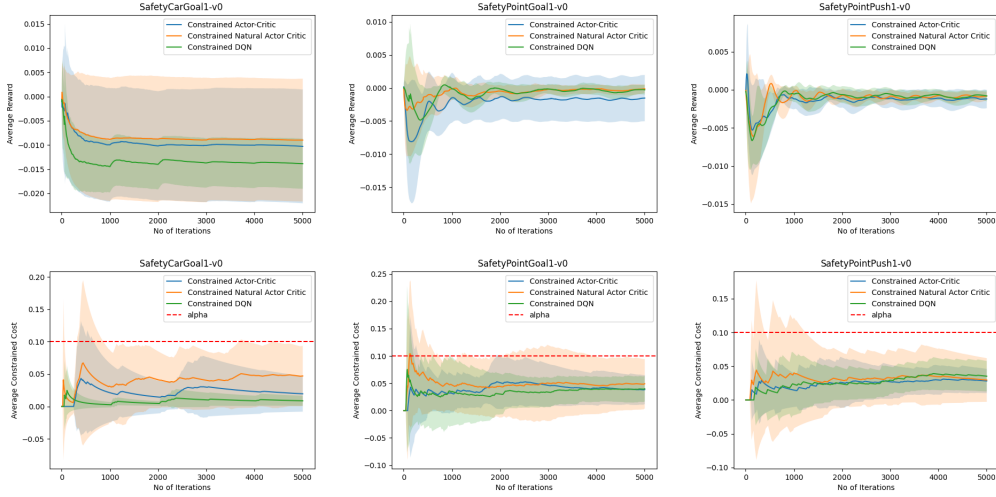 SafetyCarGoal1-v0
Constrained Actor-Critic
Constrained Natural Actor Critic
Constrained DQN
Average Reward
0.015
0.010
0.005
0.000
−0.005
−0.010
−0.015
−0.020
0 1000 2000 3000 4000 5000
No of Iterations
SafetyPointGoal1-v0
Constrained Actor-Critic
Constrained Natural Actor Critic
Constrained DQN
Average Reward
0.010
0.005
0.000
−0.005
−0.010
−0.015
0 1000 2000 3000 4000 5000
No of Iterations
SafetyPointPush1-v0
Constrained Actor-Critic
Constrained Natural Actor Critic
Constrained DQN
Average Reward
0.005
0.000
−0.005
−0.010
−0.015
0 1000 2000 3000 4000 5000
No of Iterations
SafetyCarGoal1-v0
Constrained Actor-Critic
Constrained Natural Actor Critic
Constrained DQN
alpha
Average Constrained Cost
0.20
0.15
0.10
0.05
0.00
−0.05
0 1000 2000 3000 4000 5000
No of Iterations
SafetyPointGoal1-v0
Constrained Actor-Critic
Constrained Natural Actor Critic
Constrained DQN
alpha
Average Constrained Cost
0.25
0.20
0.15
0.10
0.05
0.00
−0.05
−0.10
0 1000 2000 3000 4000 5000
No of Iterations
SafetyPointPush1-v0
Constrained Actor-Critic
Constrained Natural Actor Critic
Constrained DQN
alpha
Average Constrained Cost
0.20
0.15
0.10
0.05
0.00
−0.05
−0.10
0 1000 2000 3000 4000 5000
No of Iterations